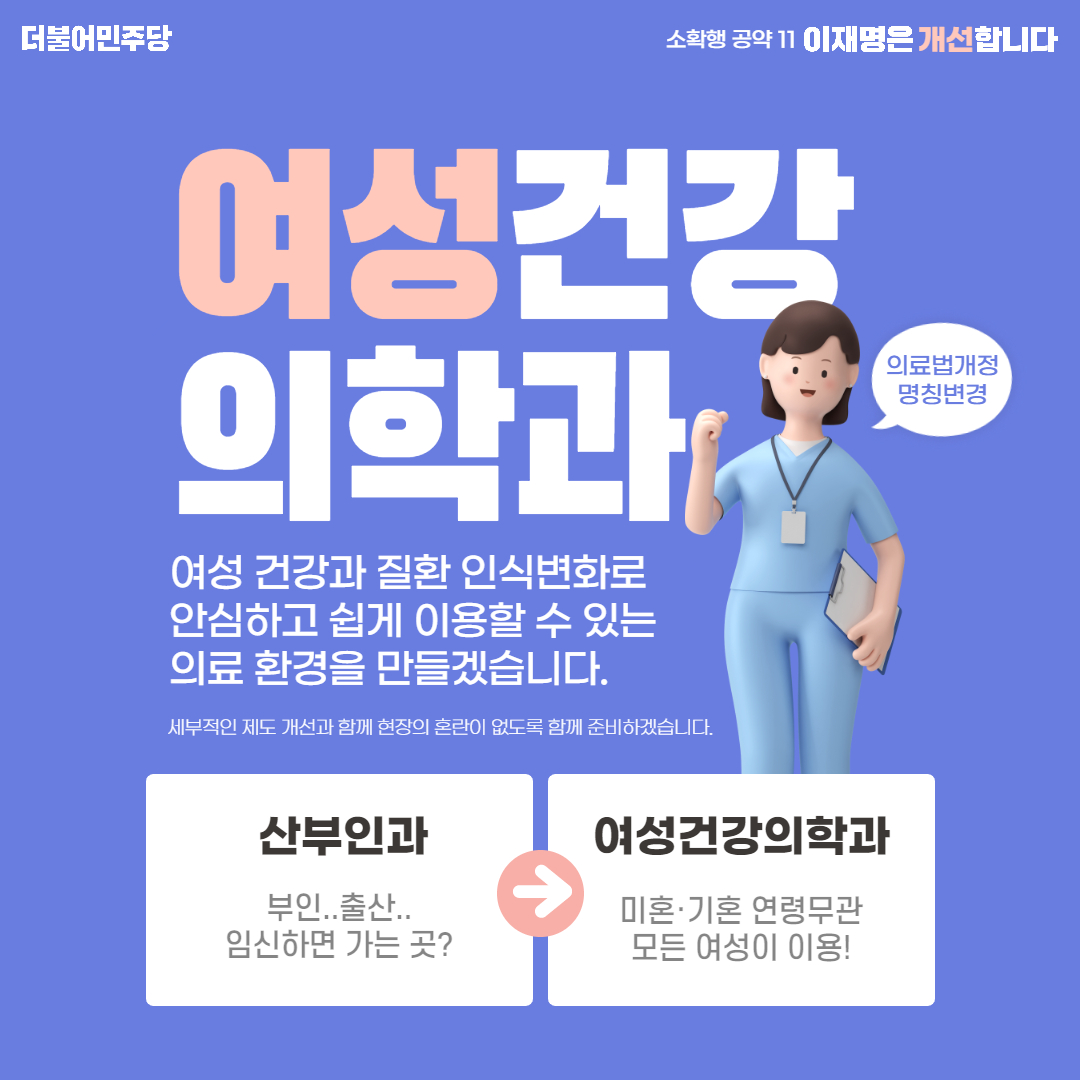 더불어민주당
소확행 공약 11 이재명은 개선합니다
여성건강
의학과
의료법개정
명칭변경
여성 건강과 질환 인식변화로
안심하고 쉽게 이용할 수 있는
의료 환경을 만들겠습니다.
세부적인 제도 개선과 함께 현장의 혼란이 없도록 함께 준비하겠습니다.
산부인과
부인..출산..
임신하면 가는 곳?
여성건강의학과
미혼·기혼 연령무관
모든 여성이 이용!